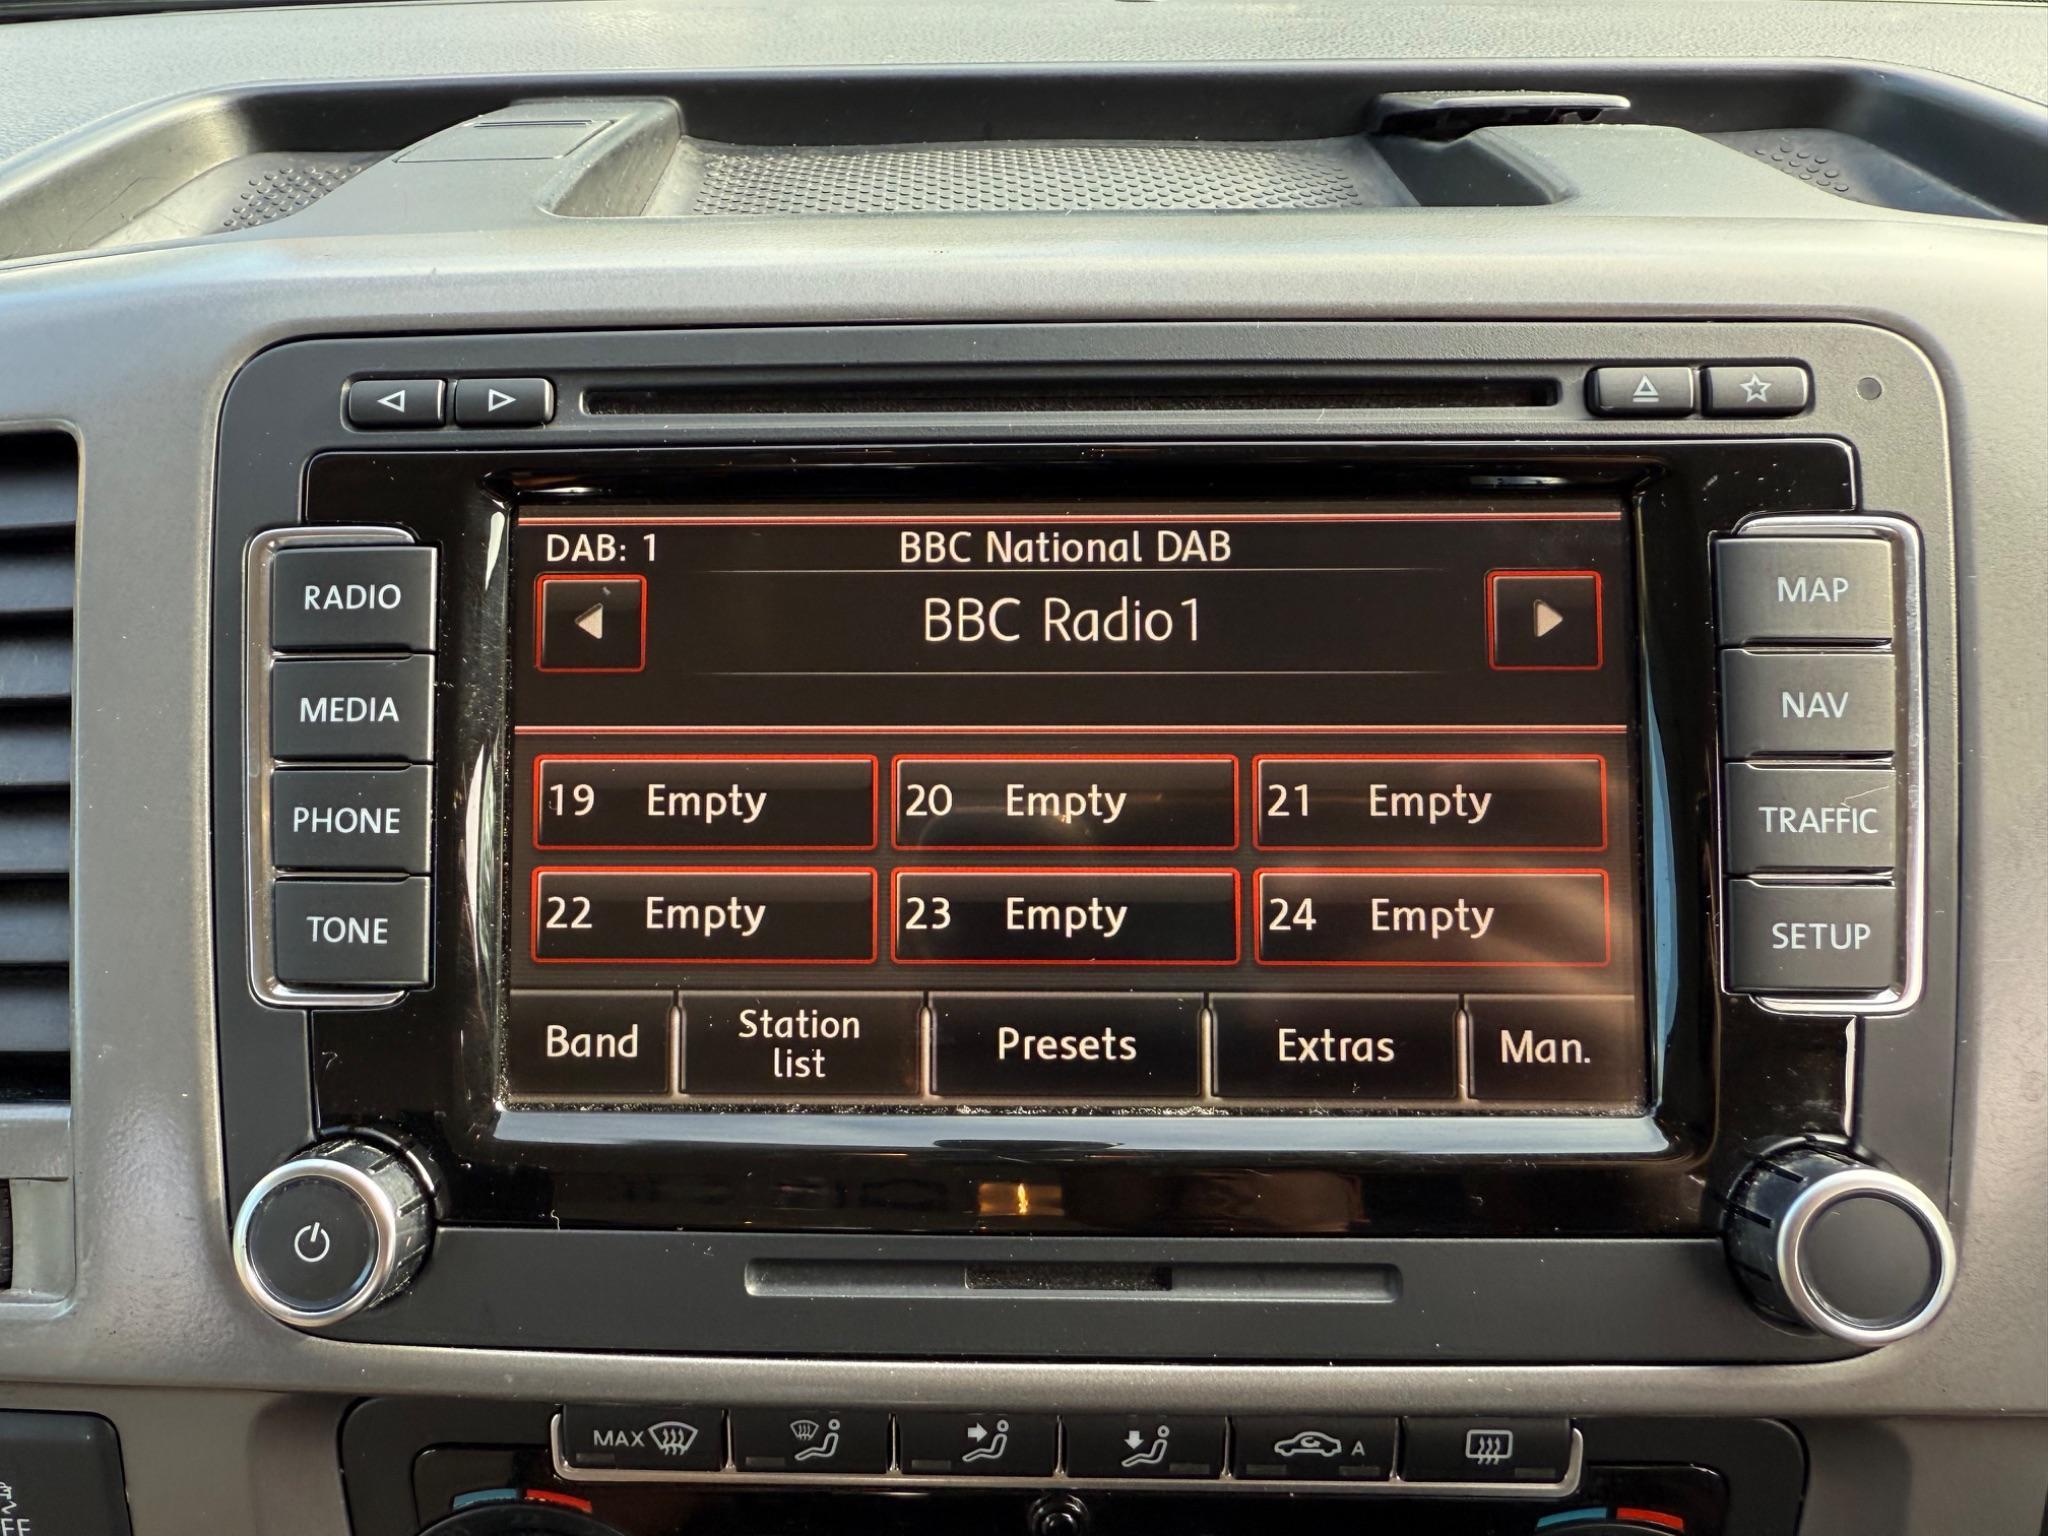 DAB: 1 BBC National DAB
BBC Radio1
RADIO
MEDIA
PHONE
TONE
MAP
NAV
TRAFFIC
SETUP
19 Empty 20 Empty 21 Empty
22 Empty 23 Empty 24 Empty
Band Station list Presets Extras Man.
MAX
A